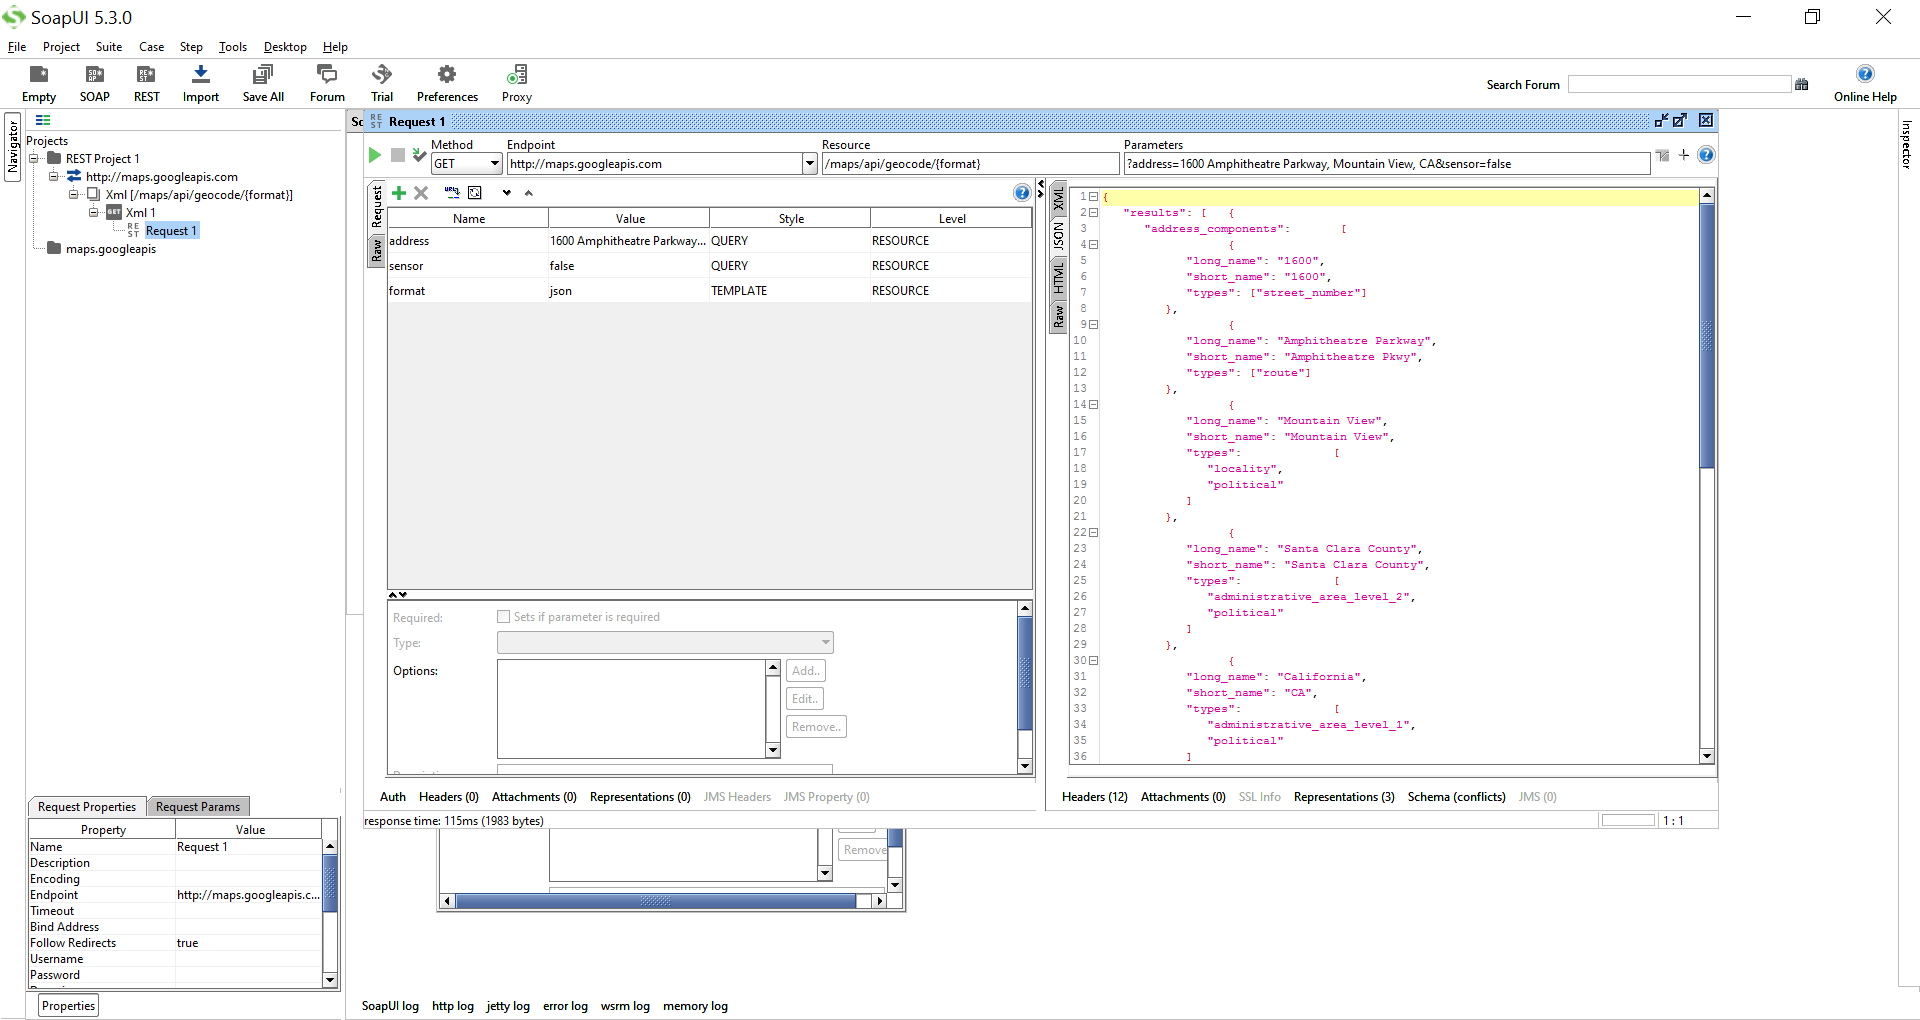 SoapUI 5.3.0
File Project Suite Case Step Tools Desktop Help
Empty SOAP REST Import Save All Forum Trial Preferences Proxy Search Forum Online Help
Navigator
Projects
REST Project 1
http://maps.googleapis.com
Xml [/maps/api/geocode/{format}]
GET Xml 1
REST Request 1
maps.googleapis
Request Properties Request Params
Property Value
Name Request 1
Description
Encoding
Endpoint http://maps.googleapis.c...
Timeout
Bind Address
Follow Redirects true
Username
Password
Properties
REST Request 1
Method Endpoint Resource Parameters
GET http://maps.googleapis.com /maps/api/geocode/{format} ?address=1600 Amphitheatre Parkway, Mountain View, CA&sensor=false
Request
Raw
Name Value Style Level
address 1600 Amphitheatre Parkway... QUERY RESOURCE
sensor false QUERY RESOURCE
format json TEMPLATE RESOURCE
Required: Sets if parameter is required
Type:
Options: Add..
Edit..
Remove..
Auth Headers (0) Attachments (0) Representations (0) JMS Headers JMS Property (0)
response time: 115ms (1983 bytes)
XML
JSON
HTML
Raw
1 {
2 "results": [ {
3 "address_components": [
4 {
5 "long_name": "1600",
6 "short_name": "1600",
7 "types": ["street_number"]
8 },
9 {
10 "long_name": "Amphitheatre Parkway",
11 "short_name": "Amphitheatre Pkwy",
12 "types": ["route"]
13 },
14 {
15 "long_name": "Mountain View",
16 "short_name": "Mountain View",
17 "types": [
18 "locality",
19 "political"
20 ]
21 },
22 {
23 "long_name": "Santa Clara County",
24 "short_name": "Santa Clara County",
25 "types": [
26 "administrative_area_level_2",
27 "political"
28 ]
29 },
30 {
31 "long_name": "California",
32 "short_name": "CA",
33 "types": [
34 "administrative_area_level_1",
35 "political"
36 ]
Headers (12) Attachments (0) SSL Info Representations (3) Schema (conflicts) JMS (0)
1 : 1
Remove
SoapUI log http log jetty log error log wsrm log memory log
Inspector